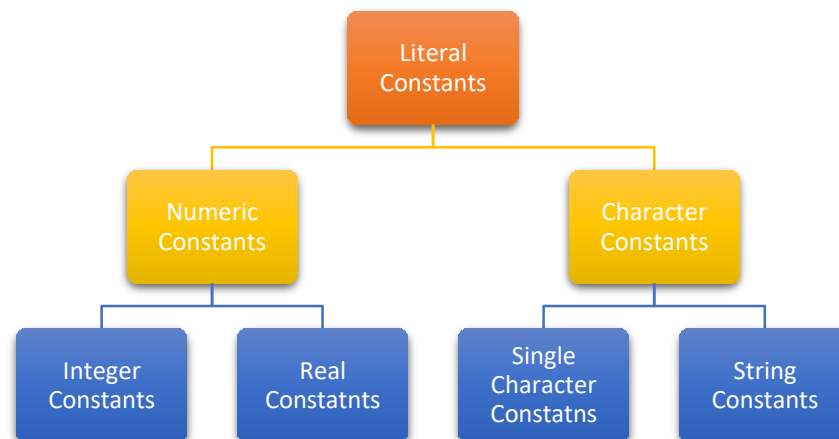 Literal
Constants
Numeric
Constants
Character
Constants
Integer
Constants
Real
Constatnts
Single
Character
Constatns
String
Constants